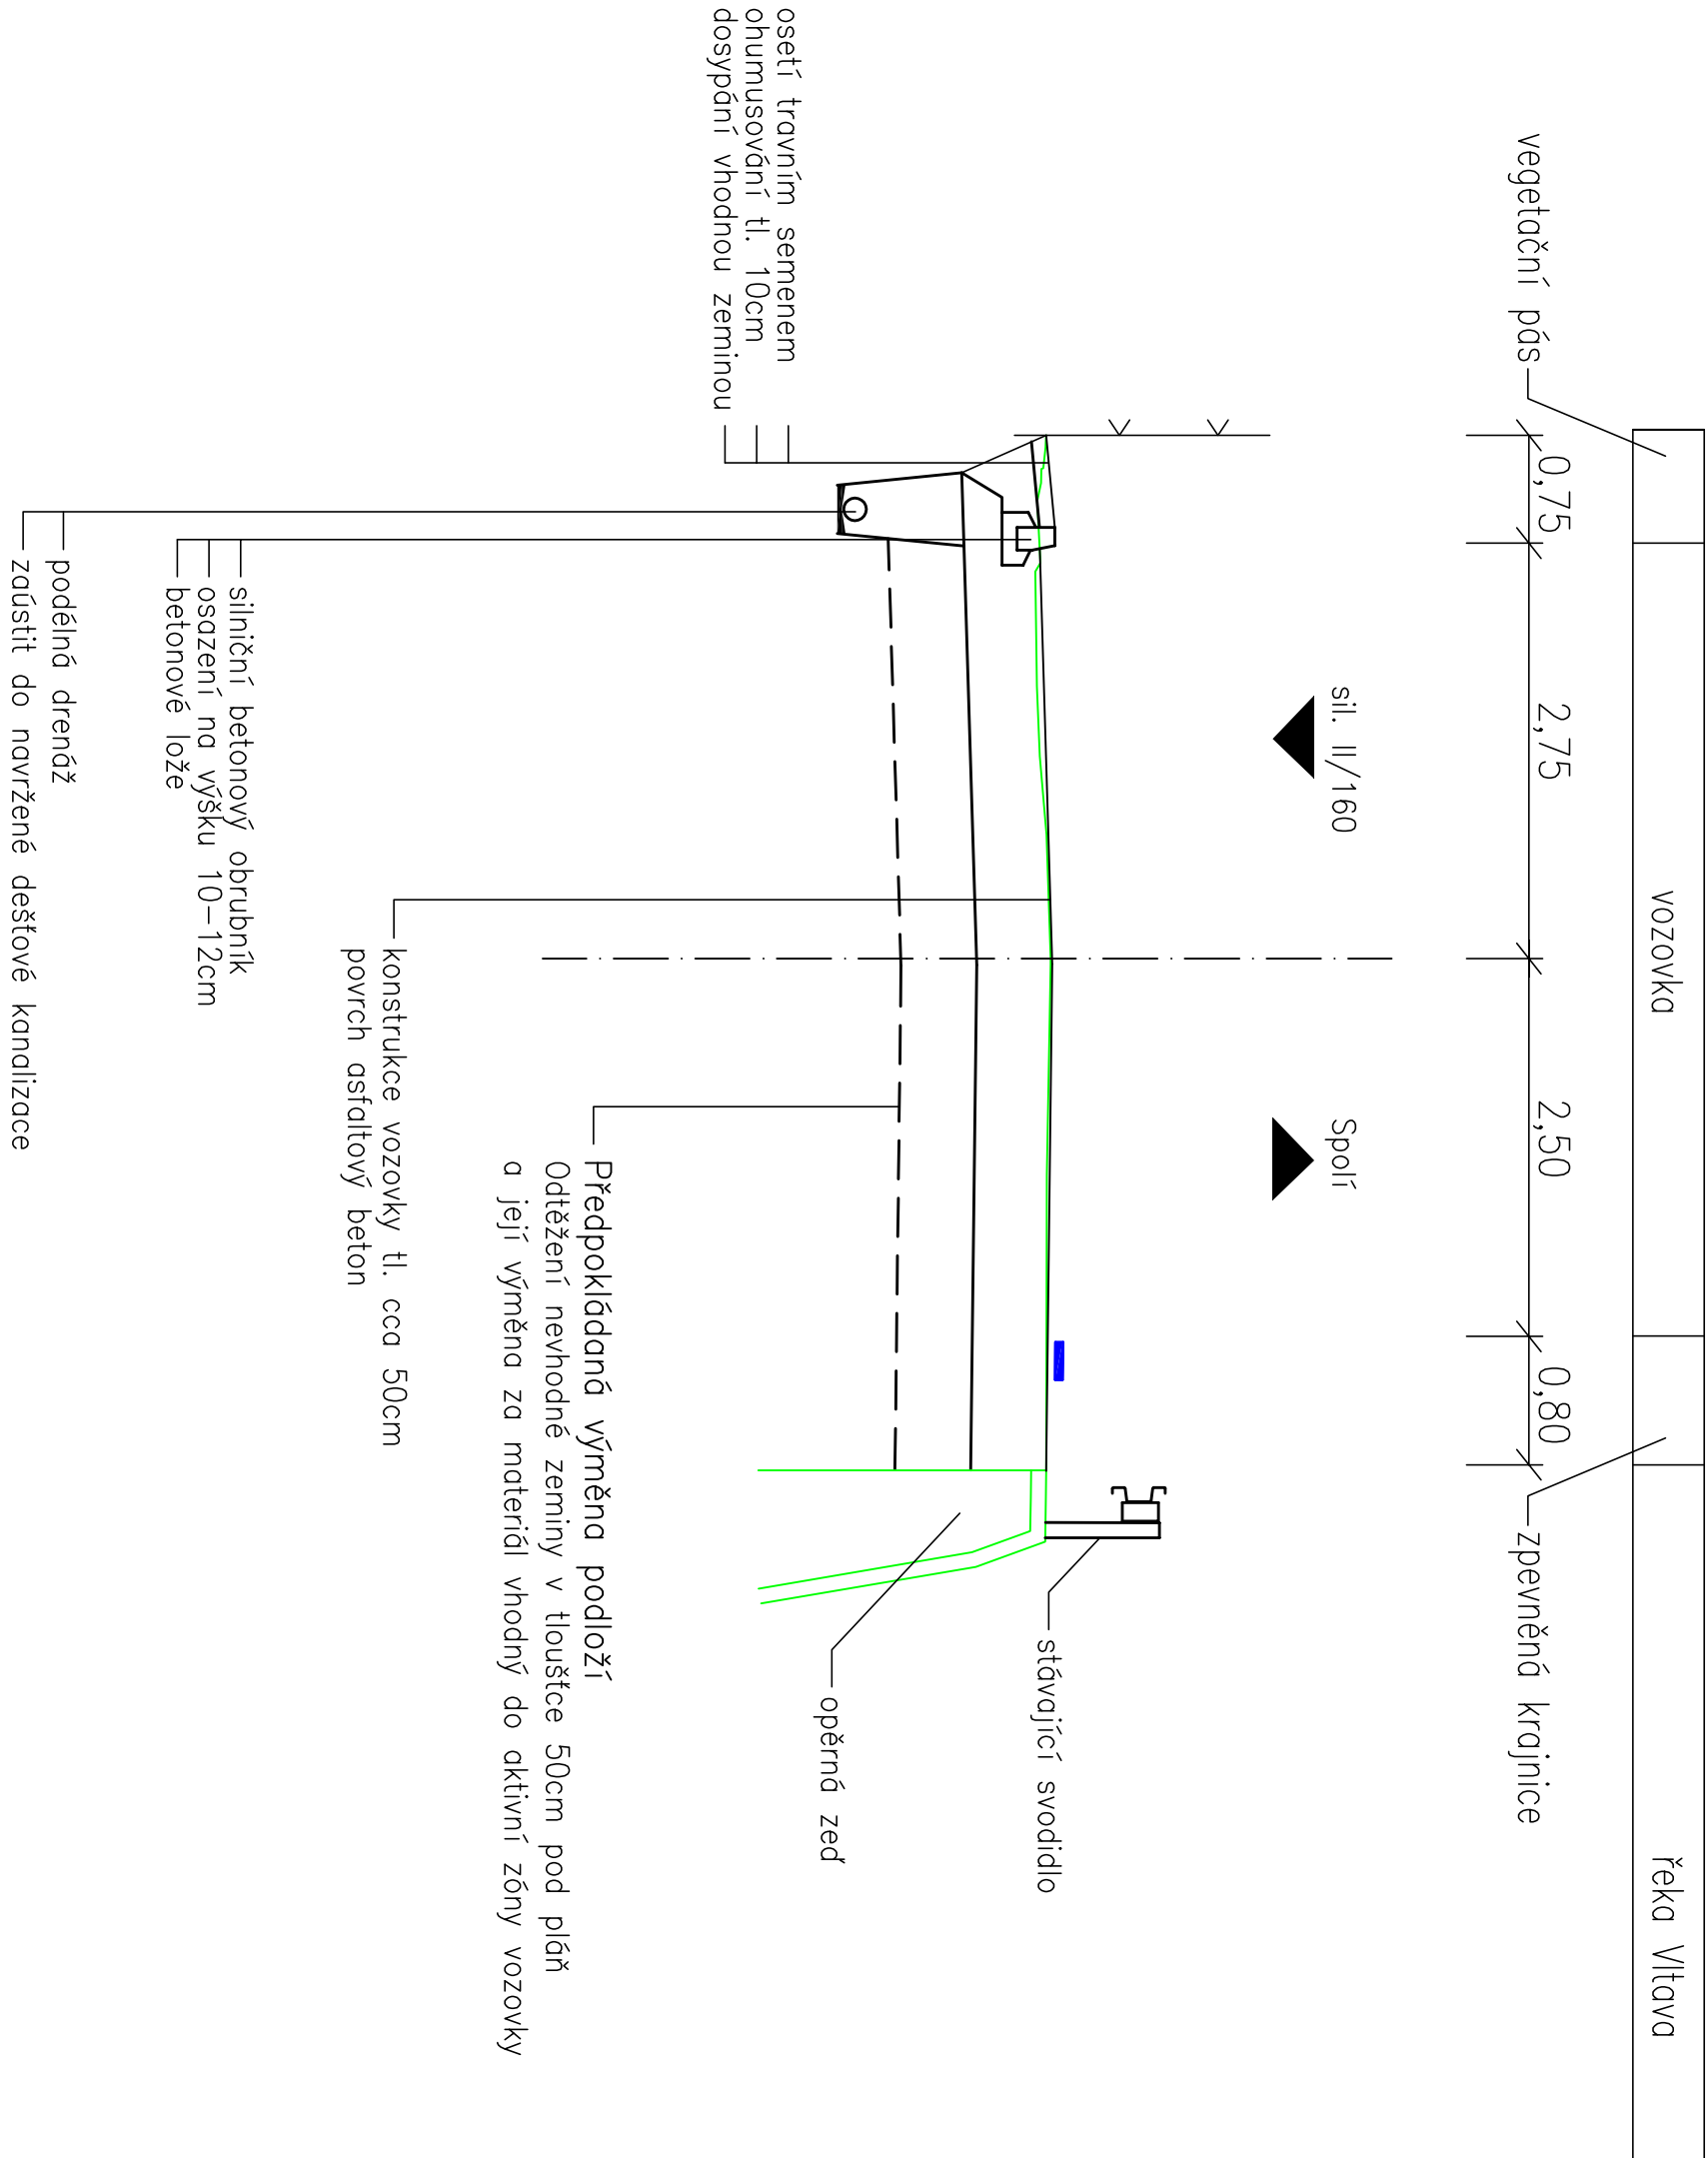 vozovka
řeka Vltava
vegetační pás
0,75
2,75
2,50
0,80
zpevněná krajnice
sil. II/160
Spolí
stávající svodidlo
opěrná zeď
osetí travním semenem
ohumusování tl. 10cm
dosypání vhodnou zeminou
Předpokládaná výměna podloží
Odtěžení nevhodné zeminy v tloušťce 50cm pod pláň
a její výměna za materiál vhodný do aktivní zóny vozovky
konstrukce vozovky tl. cca 50cm
povrch asfaltový beton
silniční betonový obrubník
osazení na výšku 10-12cm
betonové lože
podélná drenáž
zaústit do navržené dešťové kanalizace